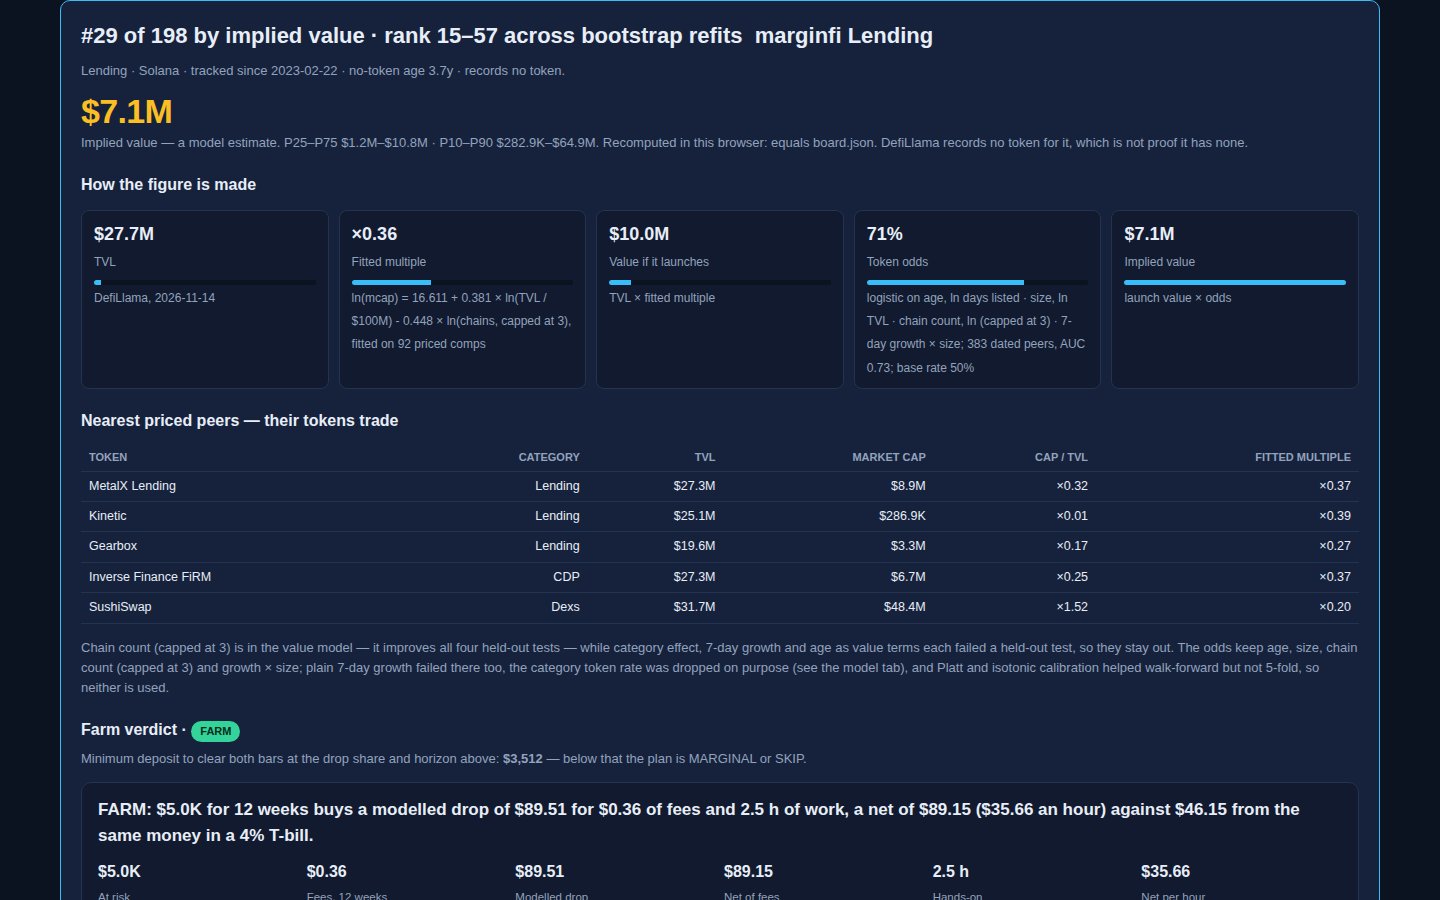 #29 of 198 by implied value · rank 15–57 across bootstrap refits marginfi Lending
Lending · Solana · tracked since 2023-02-22 · no-token age 3.7y · records no token.
$7.1M
Implied value — a model estimate. P25–P75 $1.2M–$10.8M · P10–P90 $282.9K–$64.9M. Recomputed in this browser: equals board.json. DefiLlama records no token for it, which is not proof it has none.
How the figure is made
$27.7M
TVL
DefiLlama, 2026-11-14
×0.36
Fitted multiple
ln(mcap) = 16.611 + 0.381 × ln(TVL /
$100M) - 0.448 × ln(chains, capped at 3),
fitted on 92 priced comps
$10.0M
Value if it launches
TVL × fitted multiple
71%
Token odds
logistic on age, ln days listed · size, ln
TVL · chain count, ln (capped at 3) · 7-
day growth × size; 383 dated peers, AUC
0.73; base rate 50%
$7.1M
Implied value
launch value × odds
Nearest priced peers — their tokens trade
TOKEN CATEGORY TVL MARKET CAP CAP / TVL FITTED MULTIPLE
MetalX Lending Lending $27.3M $8.9M ×0.32 ×0.37
Kinetic Lending $25.1M $286.9K ×0.01 ×0.39
Gearbox Lending $19.6M $3.3M ×0.17 ×0.27
Inverse Finance FiRM CDP $27.3M $6.7M ×0.25 ×0.37
SushiSwap Dexs $31.7M $48.4M ×1.52 ×0.20
Chain count (capped at 3) is in the value model — it improves all four held-out tests — while category effect, 7-day growth and age as value terms each failed a held-out test, so they stay out. The odds keep age, size, chain
count (capped at 3) and growth × size; plain 7-day growth failed there too, the category token rate was dropped on purpose (see the model tab), and Platt and isotonic calibration helped walk-forward but not 5-fold, so
neither is used.
Farm verdict · FARM
Minimum deposit to clear both bars at the drop share and horizon above: $3,512 — below that the plan is MARGINAL or SKIP.
FARM: $5.0K for 12 weeks buys a modelled drop of $89.51 for $0.36 of fees and 2.5 h of work, a net of $89.15 ($35.66 an hour) against $46.15 from the
same money in a 4% T-bill.
$5.0K $0.36 $89.51 $89.15 2.5 h $35.66
At risk Fees, 12 weeks Modelled drop Net of fees Hands-on Net per hour